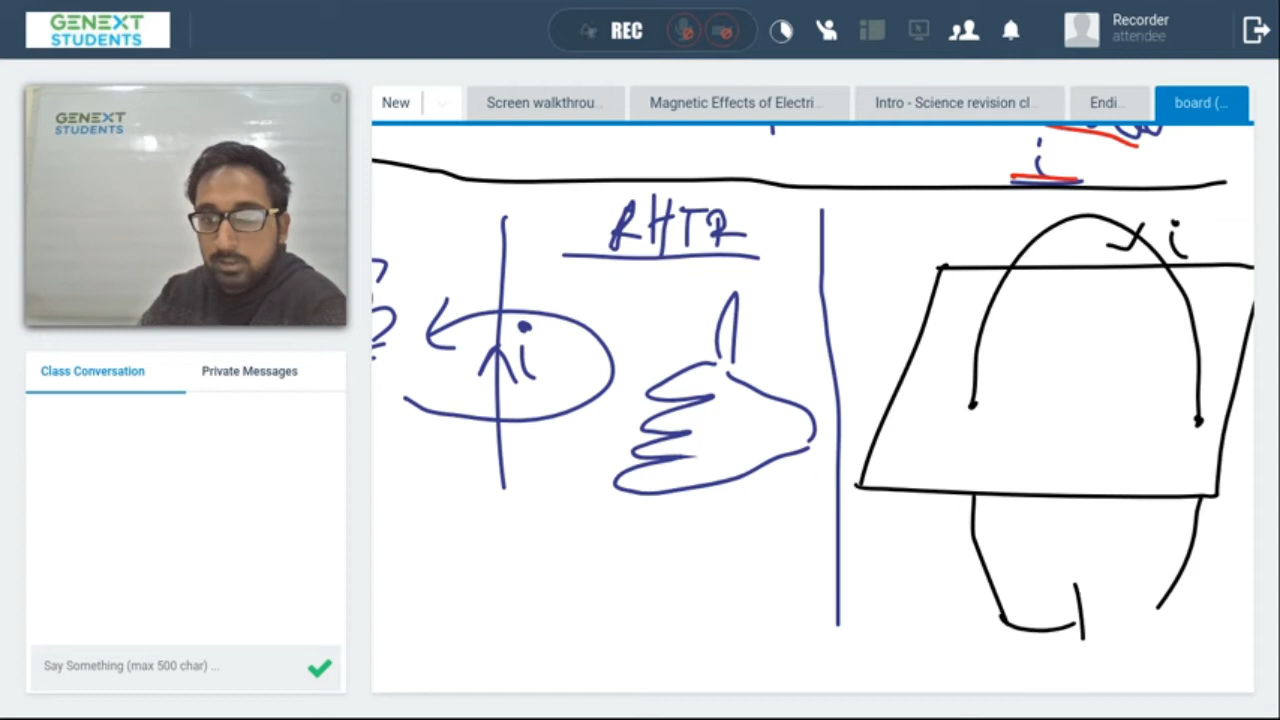 GENEXT
STUDENTS
REC
Recorder
attendee
GENEXT
STUDENTS
New
Screen walkthrou
Magnetic Effects of Electri...
Intro - Science revision cl...
Endi...
board (...
Class Conversation
Private Messages
i
RHTR
i
i
Say Something (max 500 char) ...